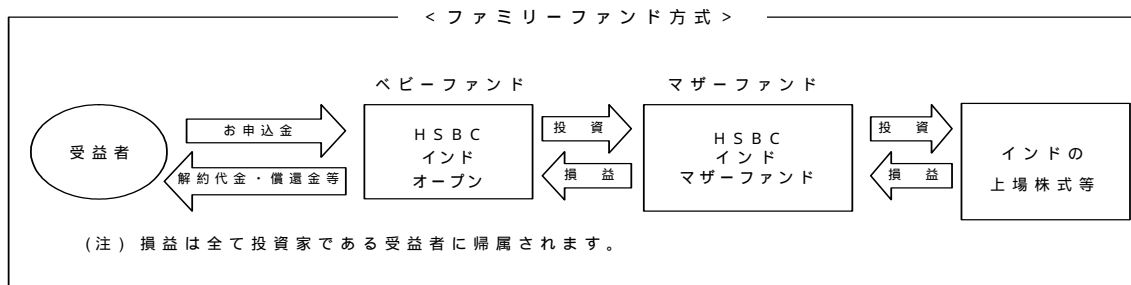 <ファミリーファンド方式>
ベビーファンド
マザーファンド
受益者
お申込金
解約代金・償還金等
HSBC
インド
オープン
投資
損益
HSBC
インド
マザーファンド
投資
損益
インドの
上場株式等
(注)損益は全て投資家である受益者に帰属されます。